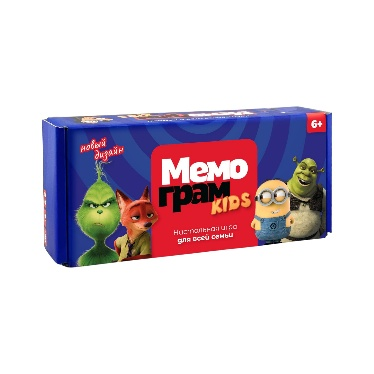 новый
дизайн
6+
Мемо
грам
KIDS
Настольная игра
для всей семьи